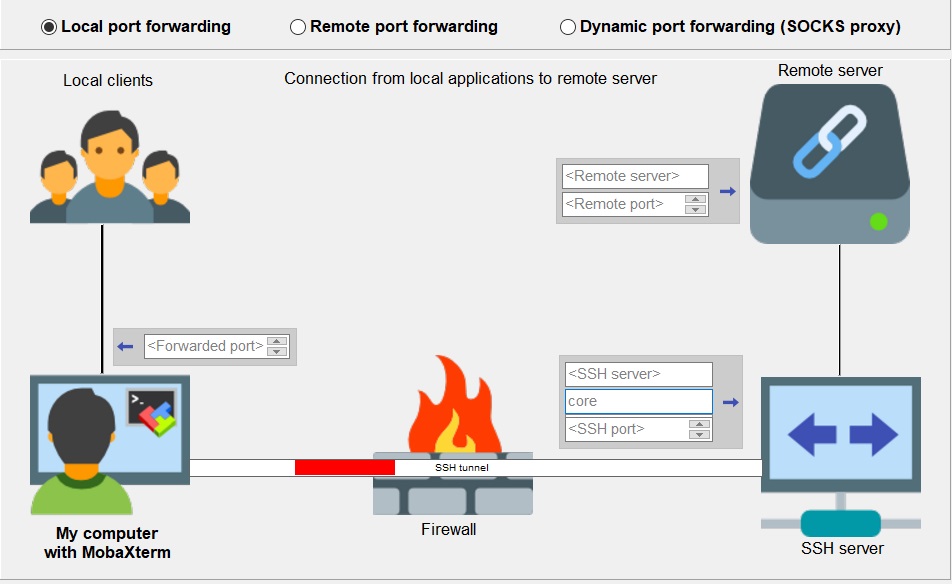 Local port forwarding
Remote port forwarding
Dynamic port forwarding (SOCKS proxy)
Local clients
Connection from local applications to remote server
Remote server
<Remote server>
<Remote port>
<Forwarded port>
>_
<SSH server>
core
<SSH port>
SSH tunnel
Firewall
My computer
with MobaXterm
SSH server